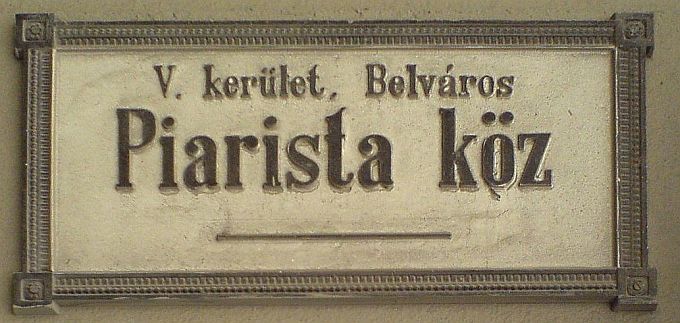 V. kerület, Belváros
Piarista köz